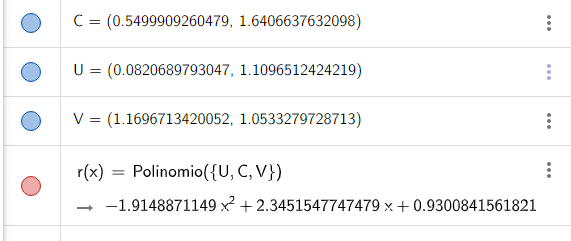 C = (0.5499909260479, 1.6406637632098)
U = (0.0820689793047, 1.1096512424219)
V = (1.1696713420052, 1.0533279728713)
r(x) = Polinomio({U, C, V})
→ −1.9148871149 x² + 2.3451547747479 x + 0.9300841561821